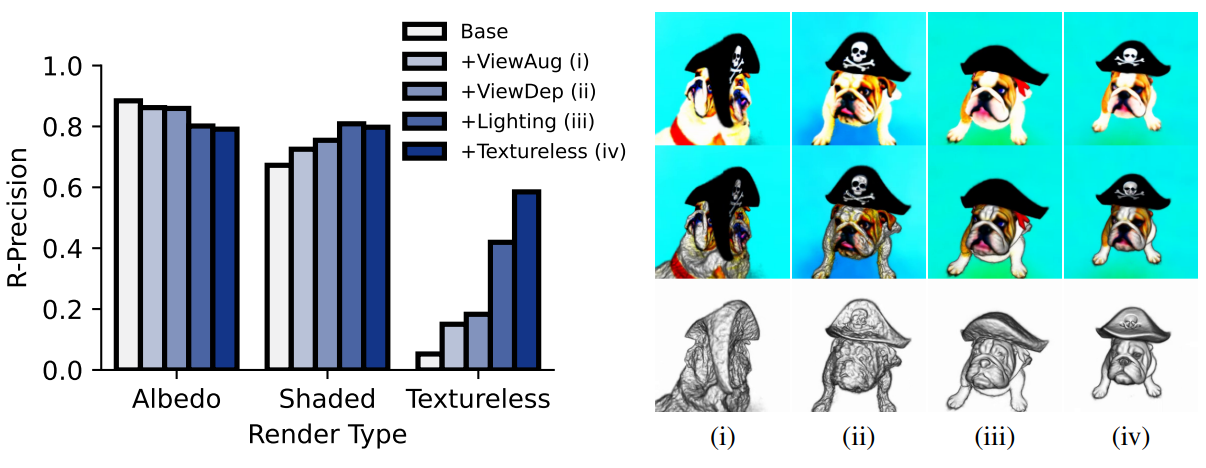 Base
+ViewAug (i)
+ViewDep (ii)
+Lighting (iii)
+Textureless (iv)
1.0
0.8
0.6
0.4
0.2
0.0
R-Precision
Albedo Shaded Textureless
Render Type
(i) (ii) (iii) (iv)